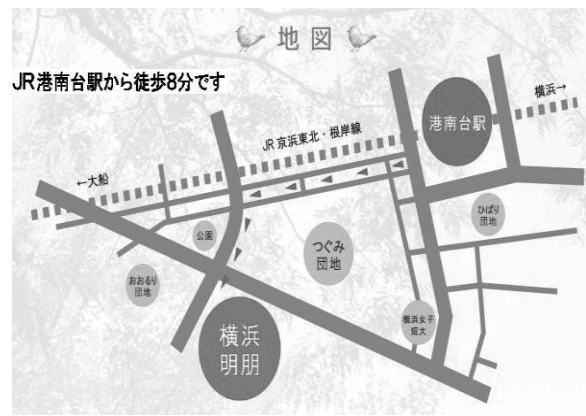 地図
JR港南台駅から徒歩8分です
横浜→
港南台駅
JR京浜東北・根岸線
←大船
ひばり
団地
公園
つぐみ
団地
おおるり
団地
横浜女子
短大
横浜
明朋